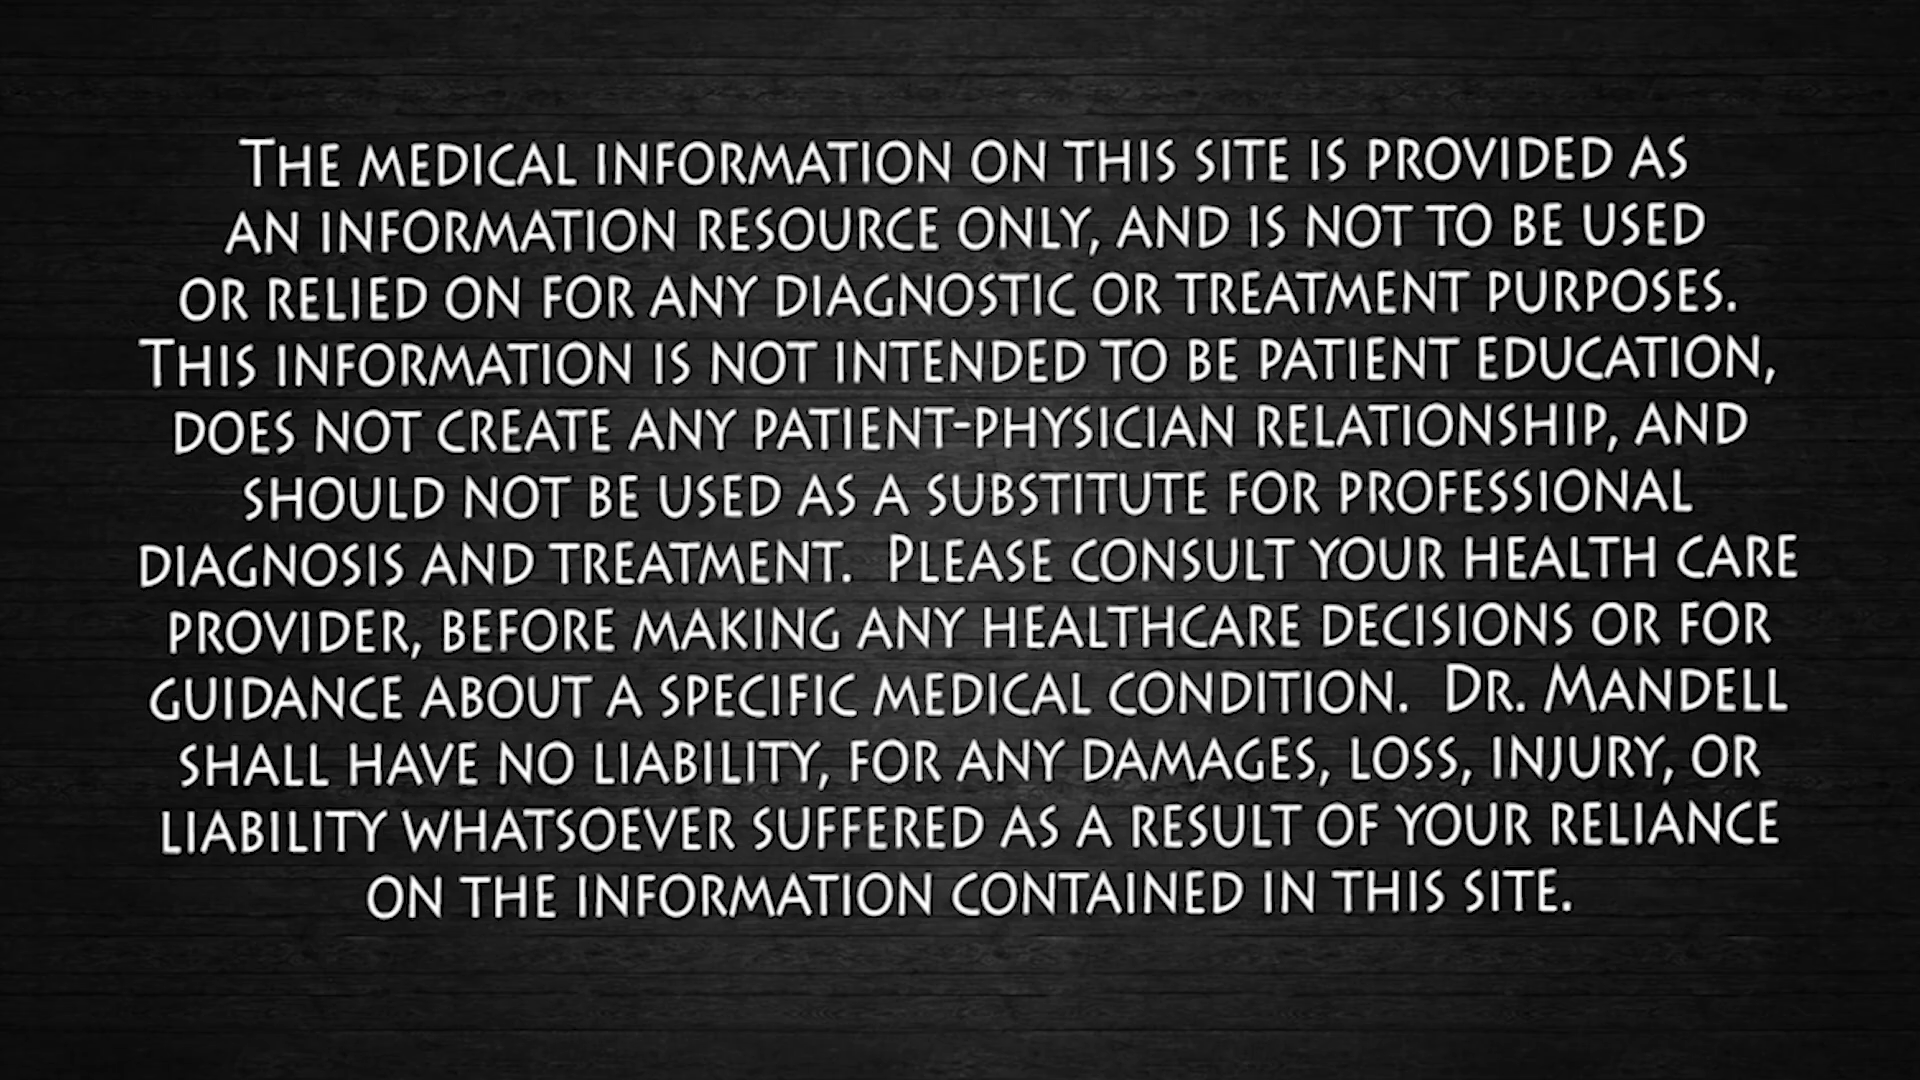 The medical information on this site is provided as
an information resource only, and is not to be used
or relied on for any diagnostic or treatment purposes.
This information is not intended to be patient education,
does not create any patient-physician relationship, and
should not be used as a substitute for professional
diagnosis and treatment.  Please consult your health care
provider, before making any healthcare decisions or for
guidance about a specific medical condition.  Dr. Mandell
shall have no liability, for any damages, loss, injury, or
liability whatsoever suffered as a result of your reliance
on the information contained in this site.